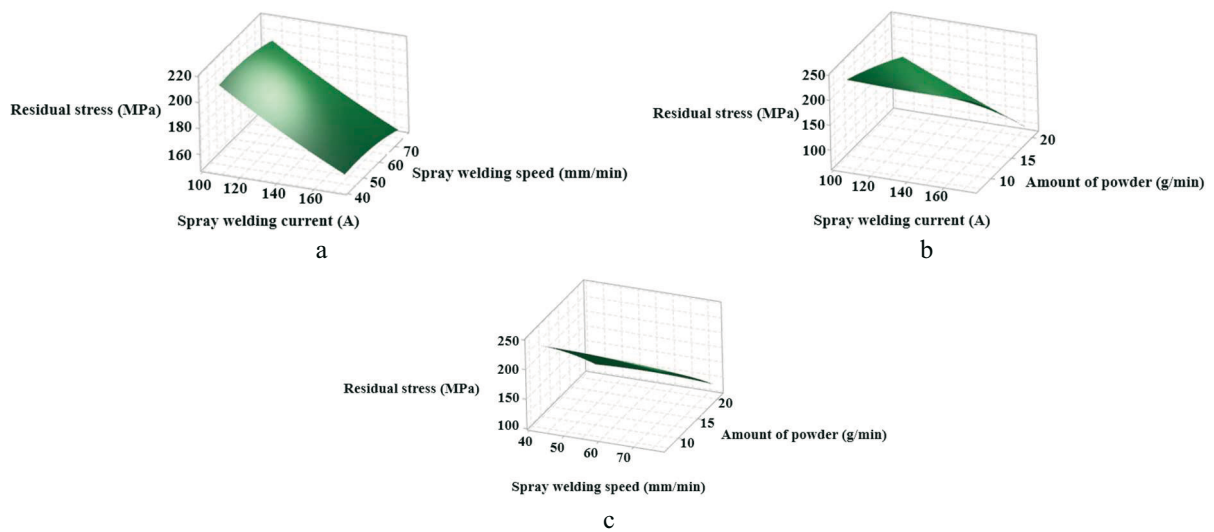 220
200
180
160
Residual stress (MPa)
100
120
140
160
40
50
60
70
Spray welding speed (mm/min)
Spray welding current (A)
a
250
200
150
100
Residual stress (MPa)
100
120
140
160
10
15
20
Amount of powder (g/min)
Spray welding current (A)
b
250
200
150
100
Residual stress (MPa)
40
50
60
70
10
15
20
Amount of powder (g/min)
Spray welding speed (mm/min)
c